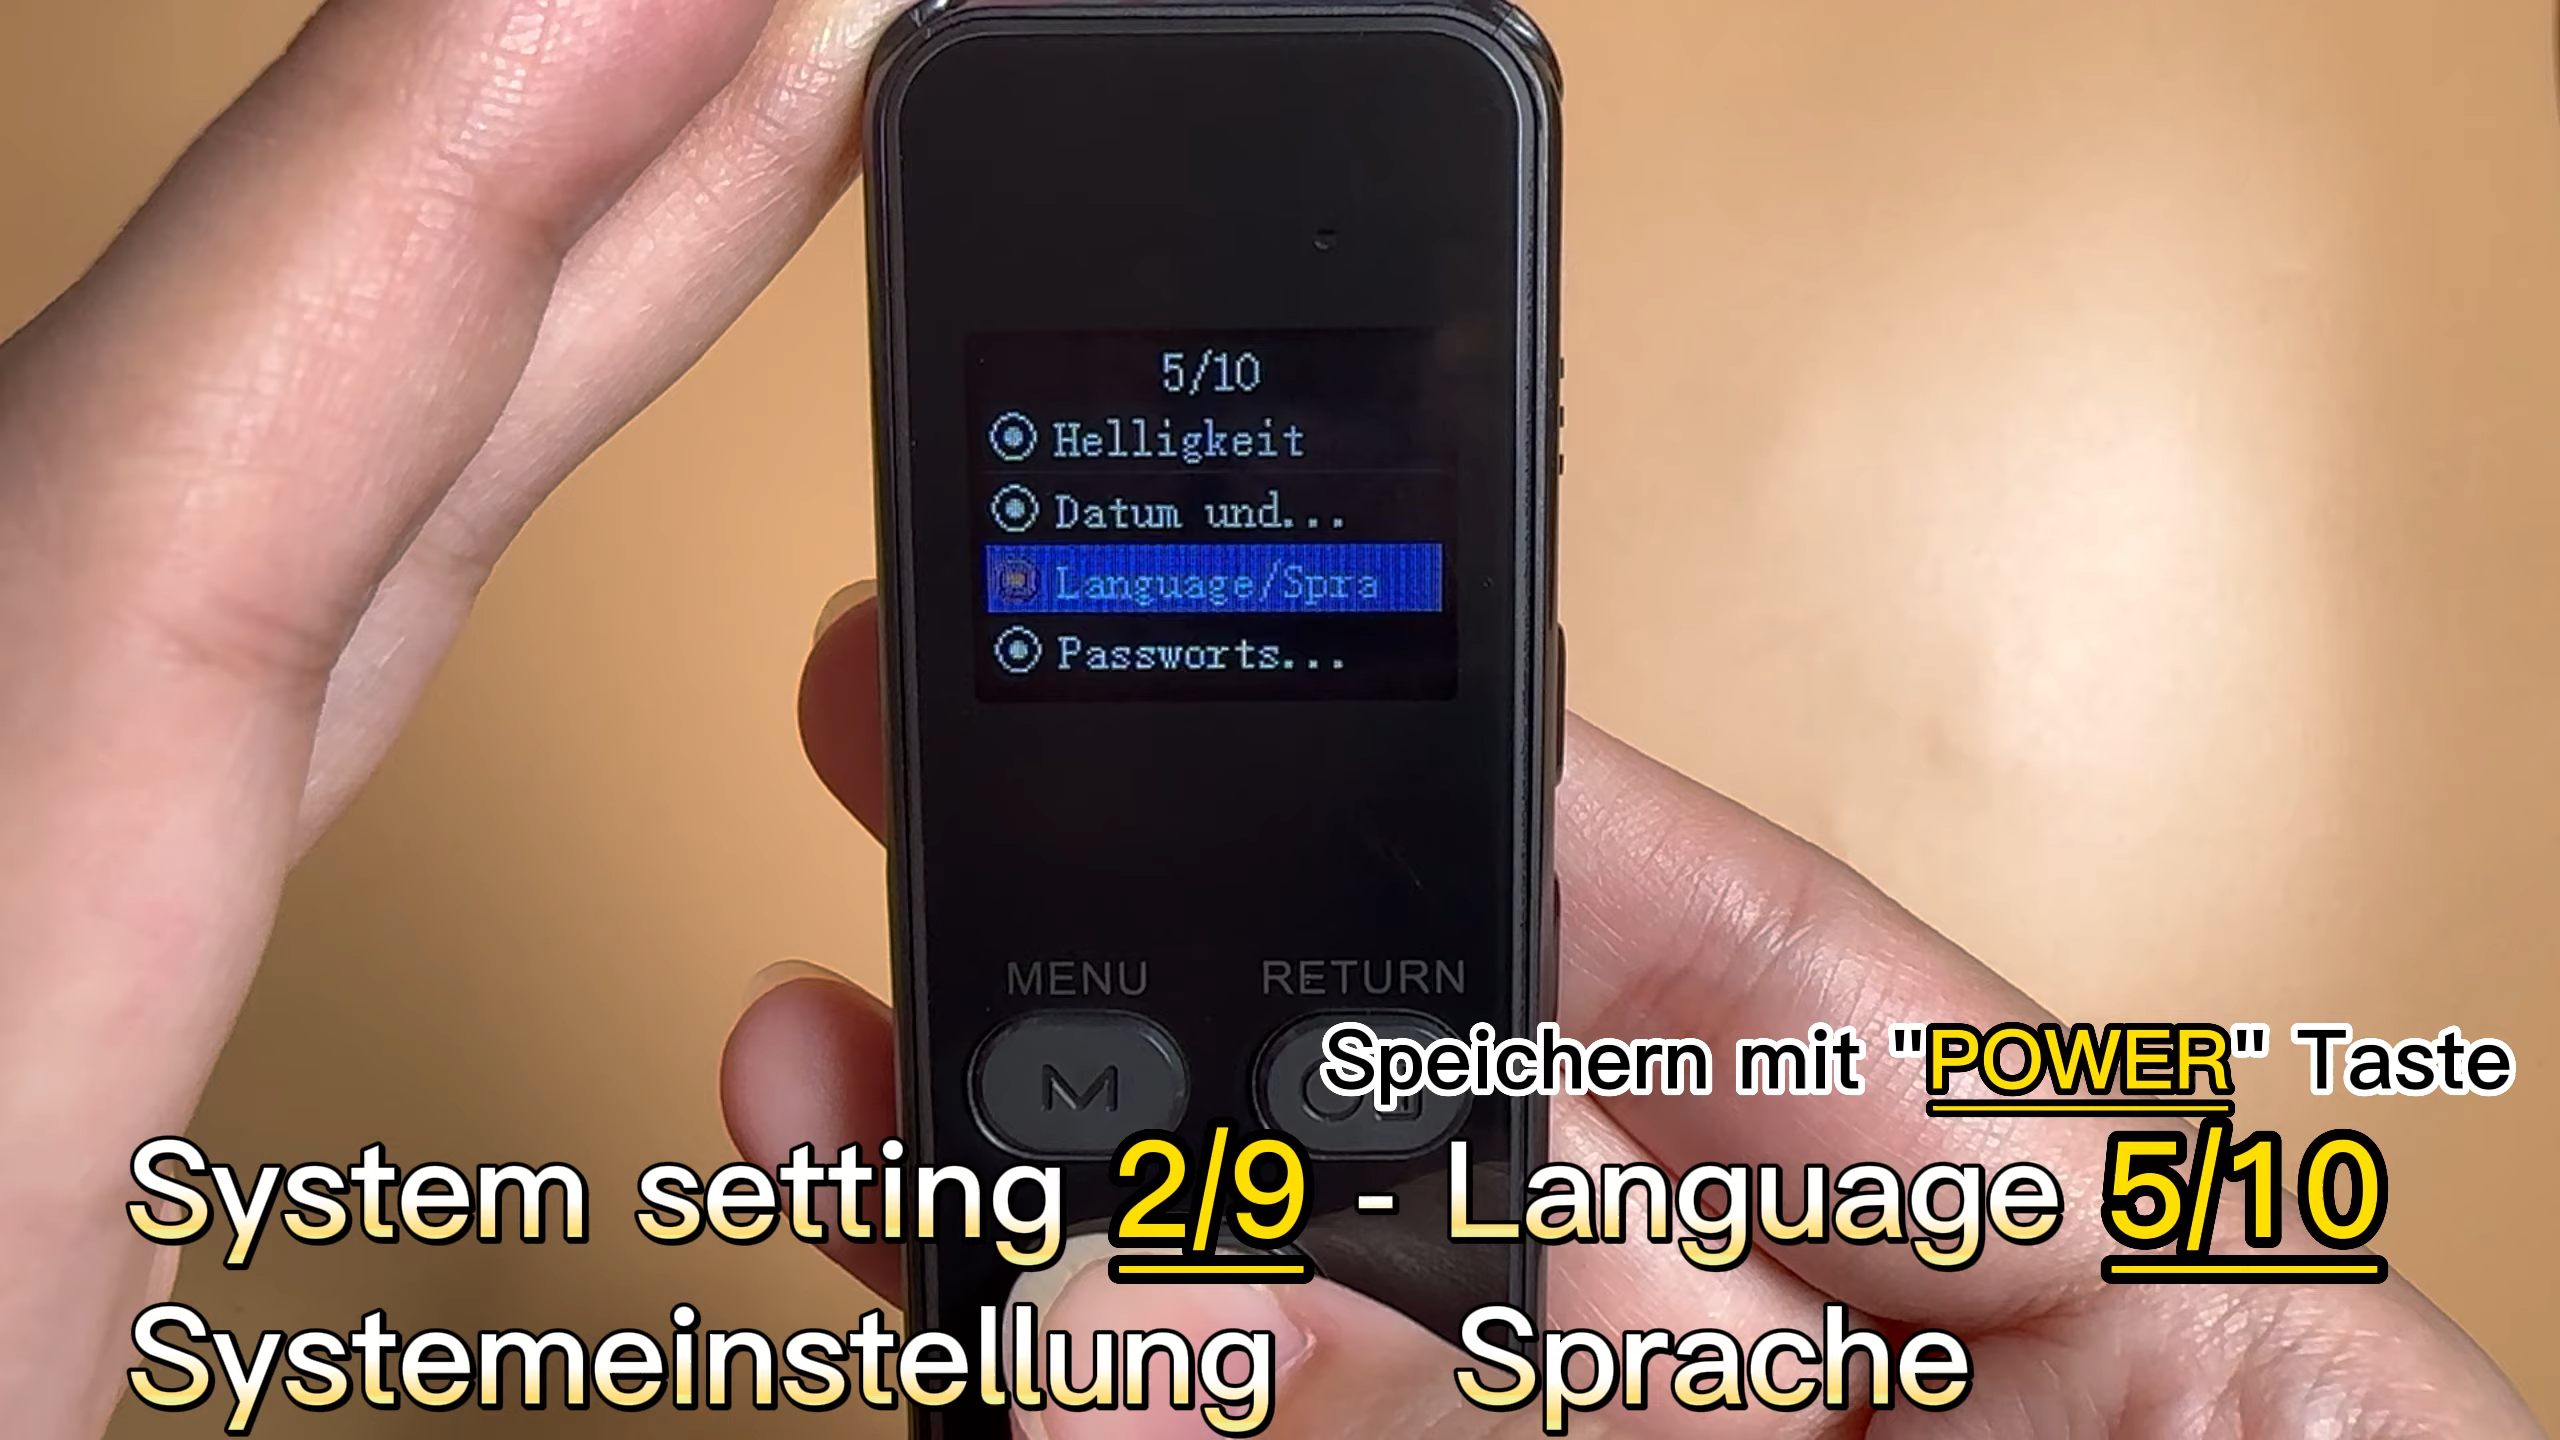 5/10
Helligkeit
Datum und...
Language/Spra
Passworts...
MENU RETURN
M
Speichern mit "POWER" Taste
System setting 2/9 - Language 5/10
Systemeinstellung Sprache